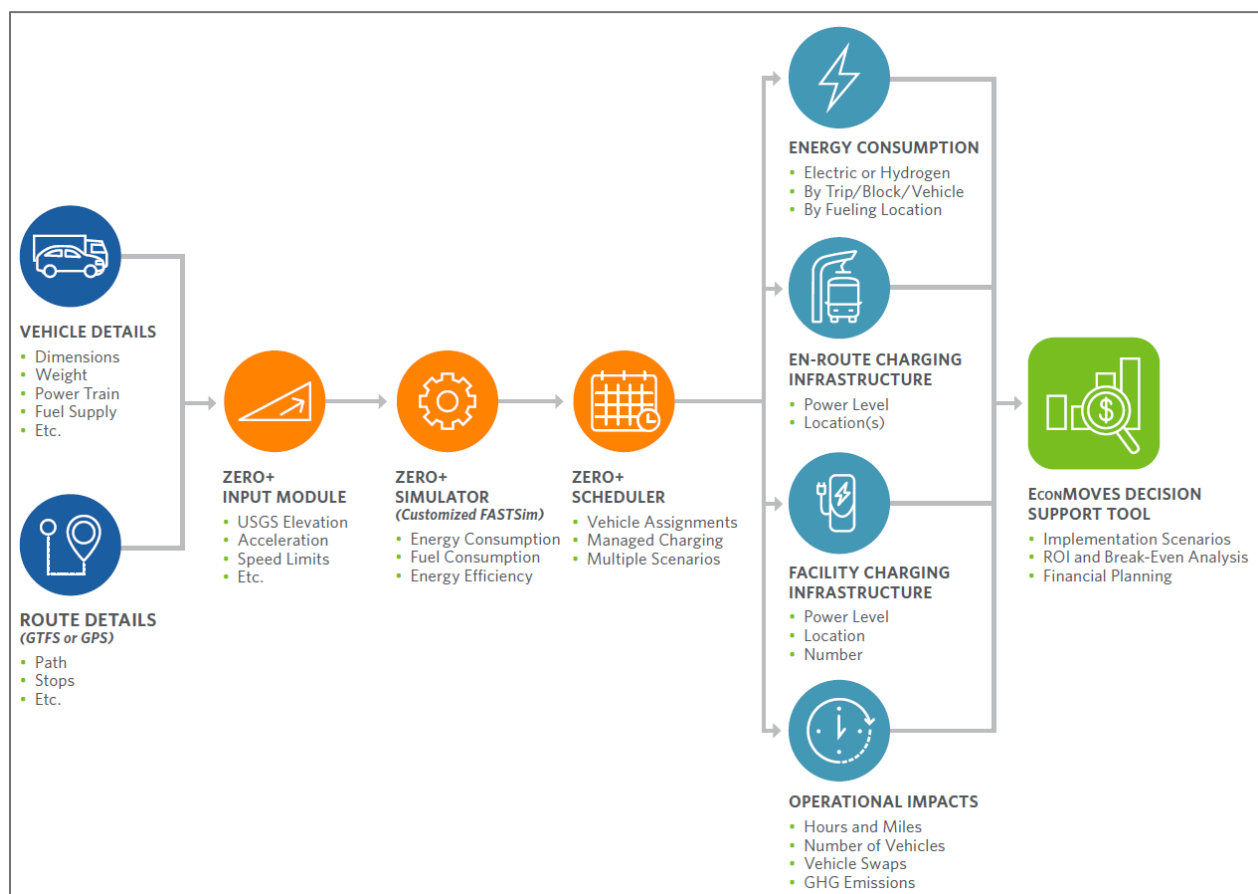 VEHICLE DETAILS
• Dimensions
• Weight
• Power Train
• Fuel Supply
• Etc.
ROUTE DETAILS
(GTFS or GPS)
• Path
• Stops
• Etc.
ZERO+
INPUT MODULE
• USGS Elevation
• Acceleration
• Speed Limits
• Etc.
ZERO+
SIMULATOR
(Customized FASTSim)
• Energy Consumption
• Fuel Consumption
• Energy Efficiency
ZERO+
SCHEDULER
• Vehicle Assignments
• Managed Charging
• Multiple Scenarios
ENERGY CONSUMPTION
• Electric or Hydrogen
• By Trip/Block/Vehicle
• By Fueling Location
EN-ROUTE CHARGING
INFRASTRUCTURE
• Power Level
• Location(s)
FACILITY CHARGING
INFRASTRUCTURE
• Power Level
• Location
• Number
OPERATIONAL IMPACTS
• Hours and Miles
• Number of Vehicles
• Vehicle Swaps
• GHG Emissions
$
ECONMOVES DECISION
SUPPORT TOOL
• Implementation Scenarios
• ROI and Break-Even Analysis
• Financial Planning